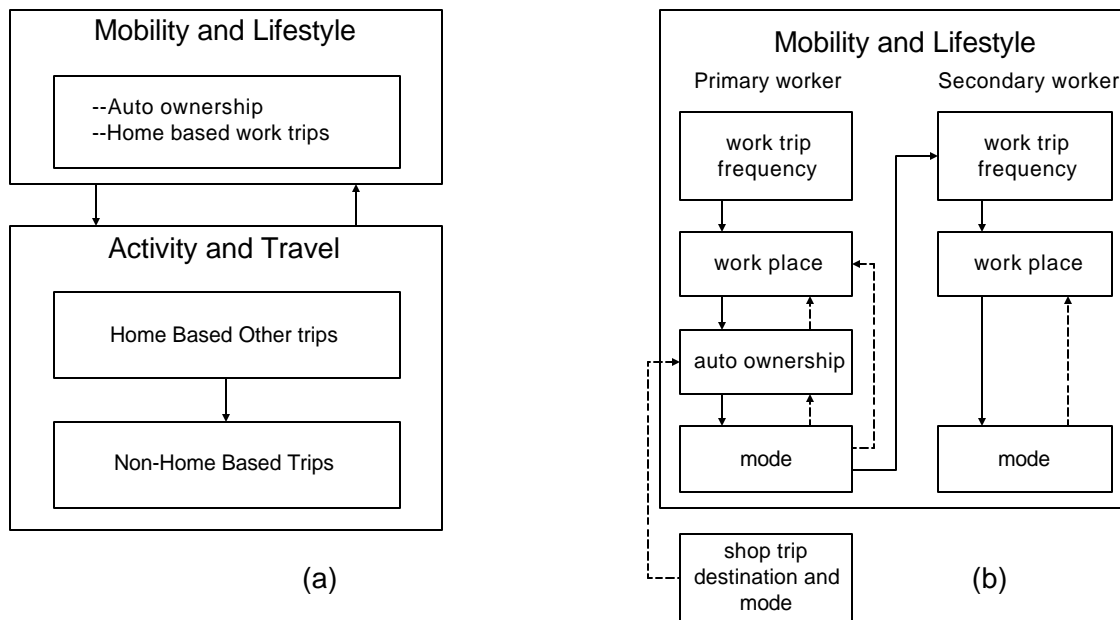 Mobility and Lifestyle
--Auto ownership
--Home based work trips
Activity and Travel
Home Based Other trips
Non-Home Based Trips
(a)
Mobility and Lifestyle
Primary worker
Secondary worker
work trip
frequency
work trip
frequency
work place
work place
auto ownership
mode
mode
shop trip
destination and
mode
(b)